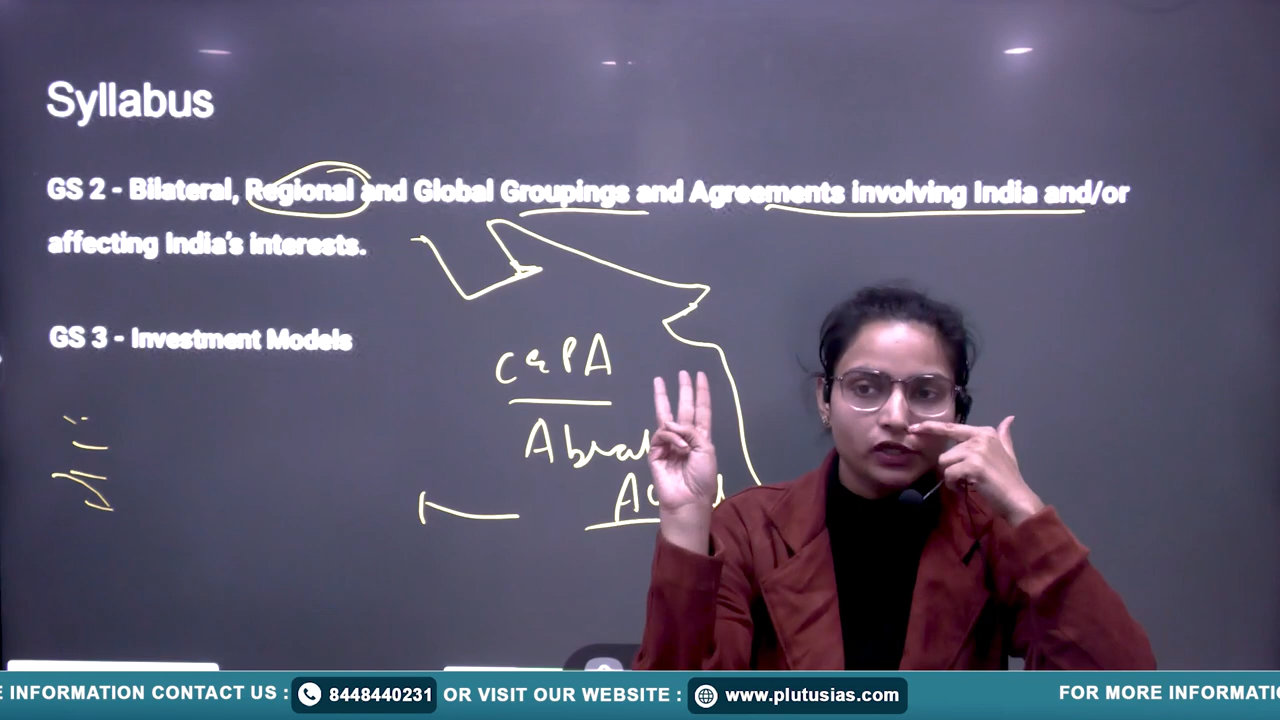 Syllabus
GS 2 - Bilateral, Regional and Global Groupings and Agreements involving India and/or
affecting India's interests.
GS 3 - Investment Models
CEPA
E INFORMATION CONTACT US : 8448440231 OR VISIT OUR WEBSITE : www.plutusias.com FOR MORE INFORMATIO